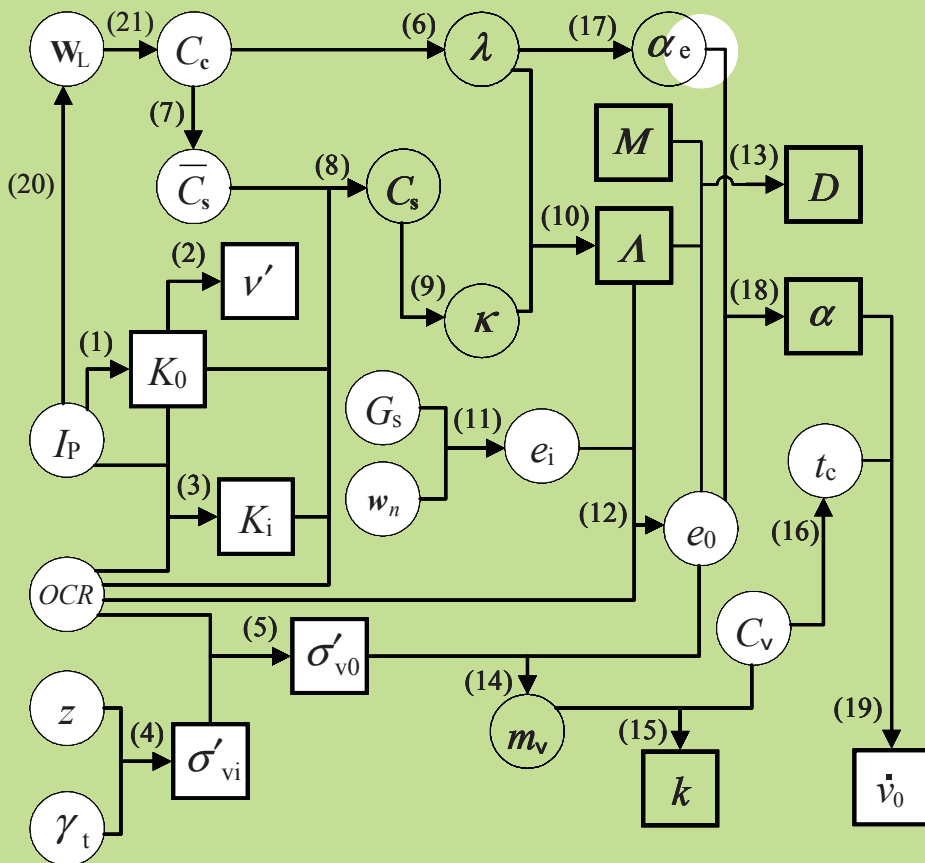 w_L (21) C_c (6) λ (17) α_e
(7) M (13) D
(20) C̅_s (8) C_s (10) Λ
(2) ν′ (9) κ (18) α
(1) K_0
I_P G_s (11) e_i t_c
(3) K_i w_n (12) e_0 (16)
OCR (5) σ′_v0 C_v
z (4) σ′_vi (14) m_v (15) (19)
γ_t k v̇_0